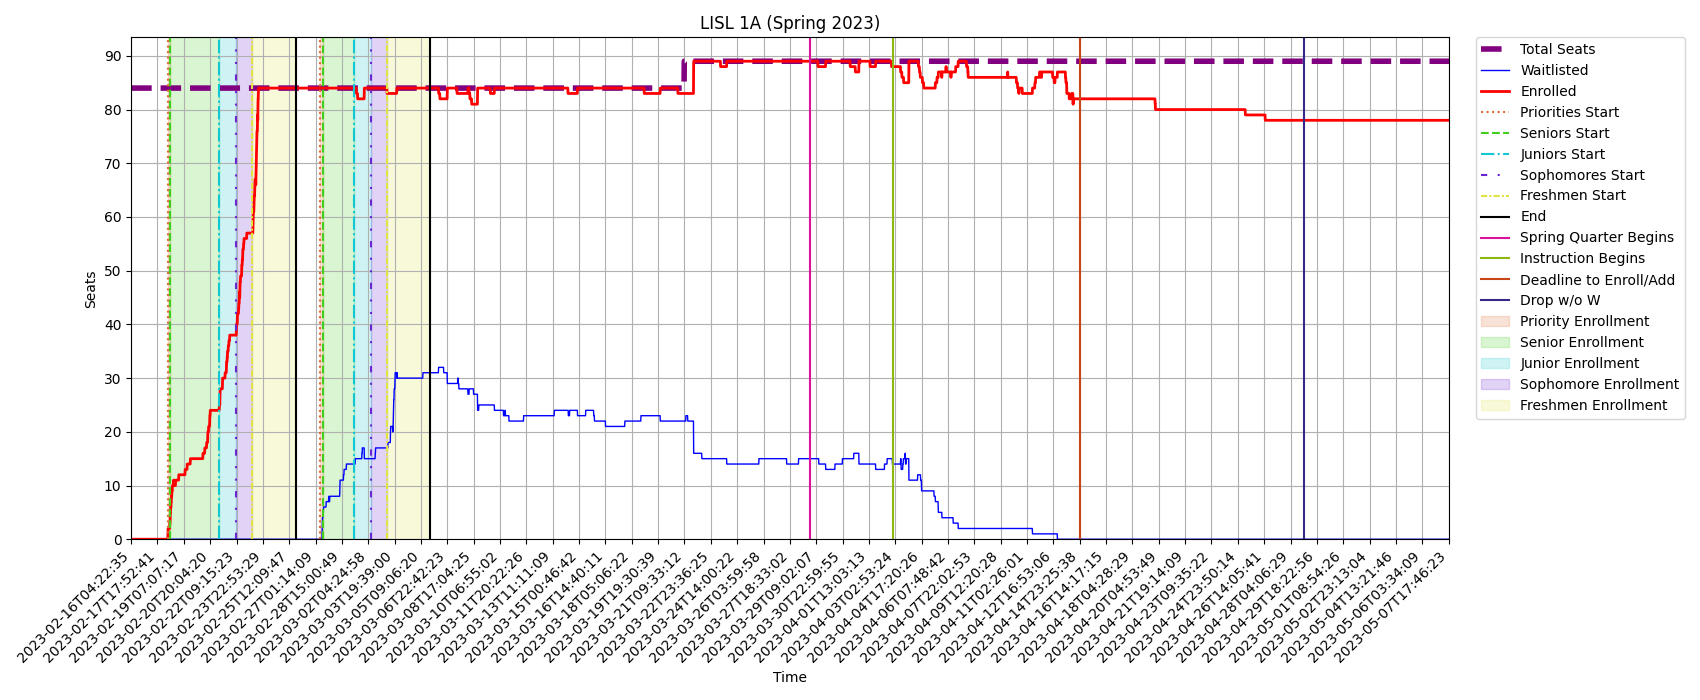 LISL 1A (Spring 2023)
Seats
90
80
70
60
50
40
30
20
10
0
2023-02-16T04:22:35
2023-02-17T17:52:41
2023-02-19T07:07:17
2023-02-20T20:04:20
2023-02-22T09:15:23
2023-02-23T22:53:29
2023-02-25T12:09:47
2023-02-27T01:14:09
2023-02-28T15:00:49
2023-03-02T04:24:58
2023-03-03T19:39:00
2023-03-05T09:06:20
2023-03-06T22:42:23
2023-03-08T17:04:25
2023-03-10T06:55:02
2023-03-11T20:22:26
2023-03-13T11:11:09
2023-03-15T00:46:42
2023-03-16T14:40:11
2023-03-18T05:06:22
2023-03-19T19:30:39
2023-03-21T09:33:12
2023-03-22T23:36:25
2023-03-24T14:00:22
2023-03-26T03:59:58
2023-03-27T18:33:02
2023-03-29T09:02:07
2023-03-30T22:59:55
2023-04-01T13:03:13
2023-04-03T02:53:24
2023-04-04T17:20:26
2023-04-06T07:48:42
2023-04-07T22:02:53
2023-04-09T12:20:28
2023-04-11T02:26:01
2023-04-12T16:53:06
2023-04-14T23:25:38
2023-04-16T14:17:15
2023-04-18T04:28:29
2023-04-20T04:53:49
2023-04-21T19:14:09
2023-04-23T09:35:22
2023-04-24T23:50:14
2023-04-26T14:05:41
2023-04-28T04:06:29
2023-04-29T18:22:56
2023-05-01T08:54:26
2023-05-02T23:13:04
2023-05-04T13:21:46
2023-05-06T03:34:09
2023-05-07T17:46:23
Time
Total Seats
Waitlisted
Enrolled
Priorities Start
Seniors Start
Juniors Start
Sophomores Start
Freshmen Start
End
Spring Quarter Begins
Instruction Begins
Deadline to Enroll/Add
Drop w/o W
Priority Enrollment
Senior Enrollment
Junior Enrollment
Sophomore Enrollment
Freshmen Enrollment